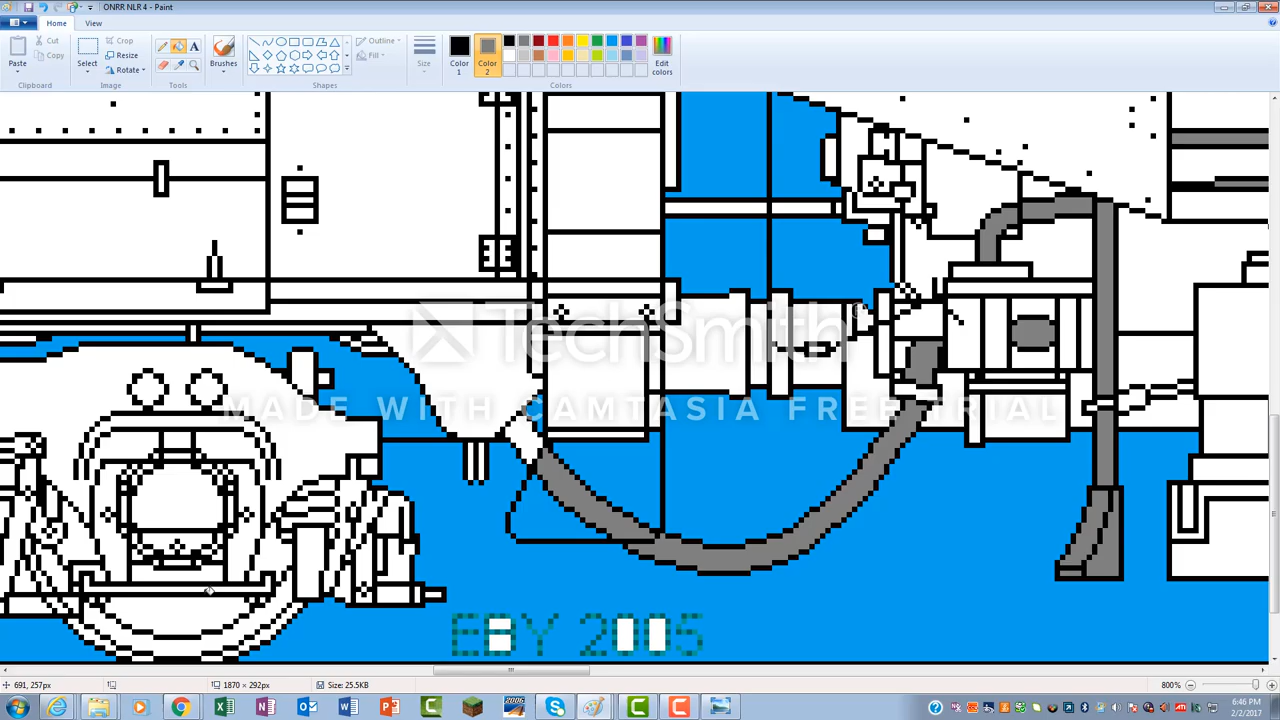 ONRR NLR 4 - Paint
Home
View
Paste
Cut
Copy
Clipboard
Select
Crop
Resize
Rotate
Image
A
Tools
Brushes
Outline
Fill
Shapes
Size
Color
1
Color
2
Edit
colors
Colors
TechSmith
MADE WITH CAMTASIA FREE TRIAL
EBY 2005
691, 257px
1870 × 292px
Size: 25.5KB
800%
2006
6:46 PM
2/2/2017